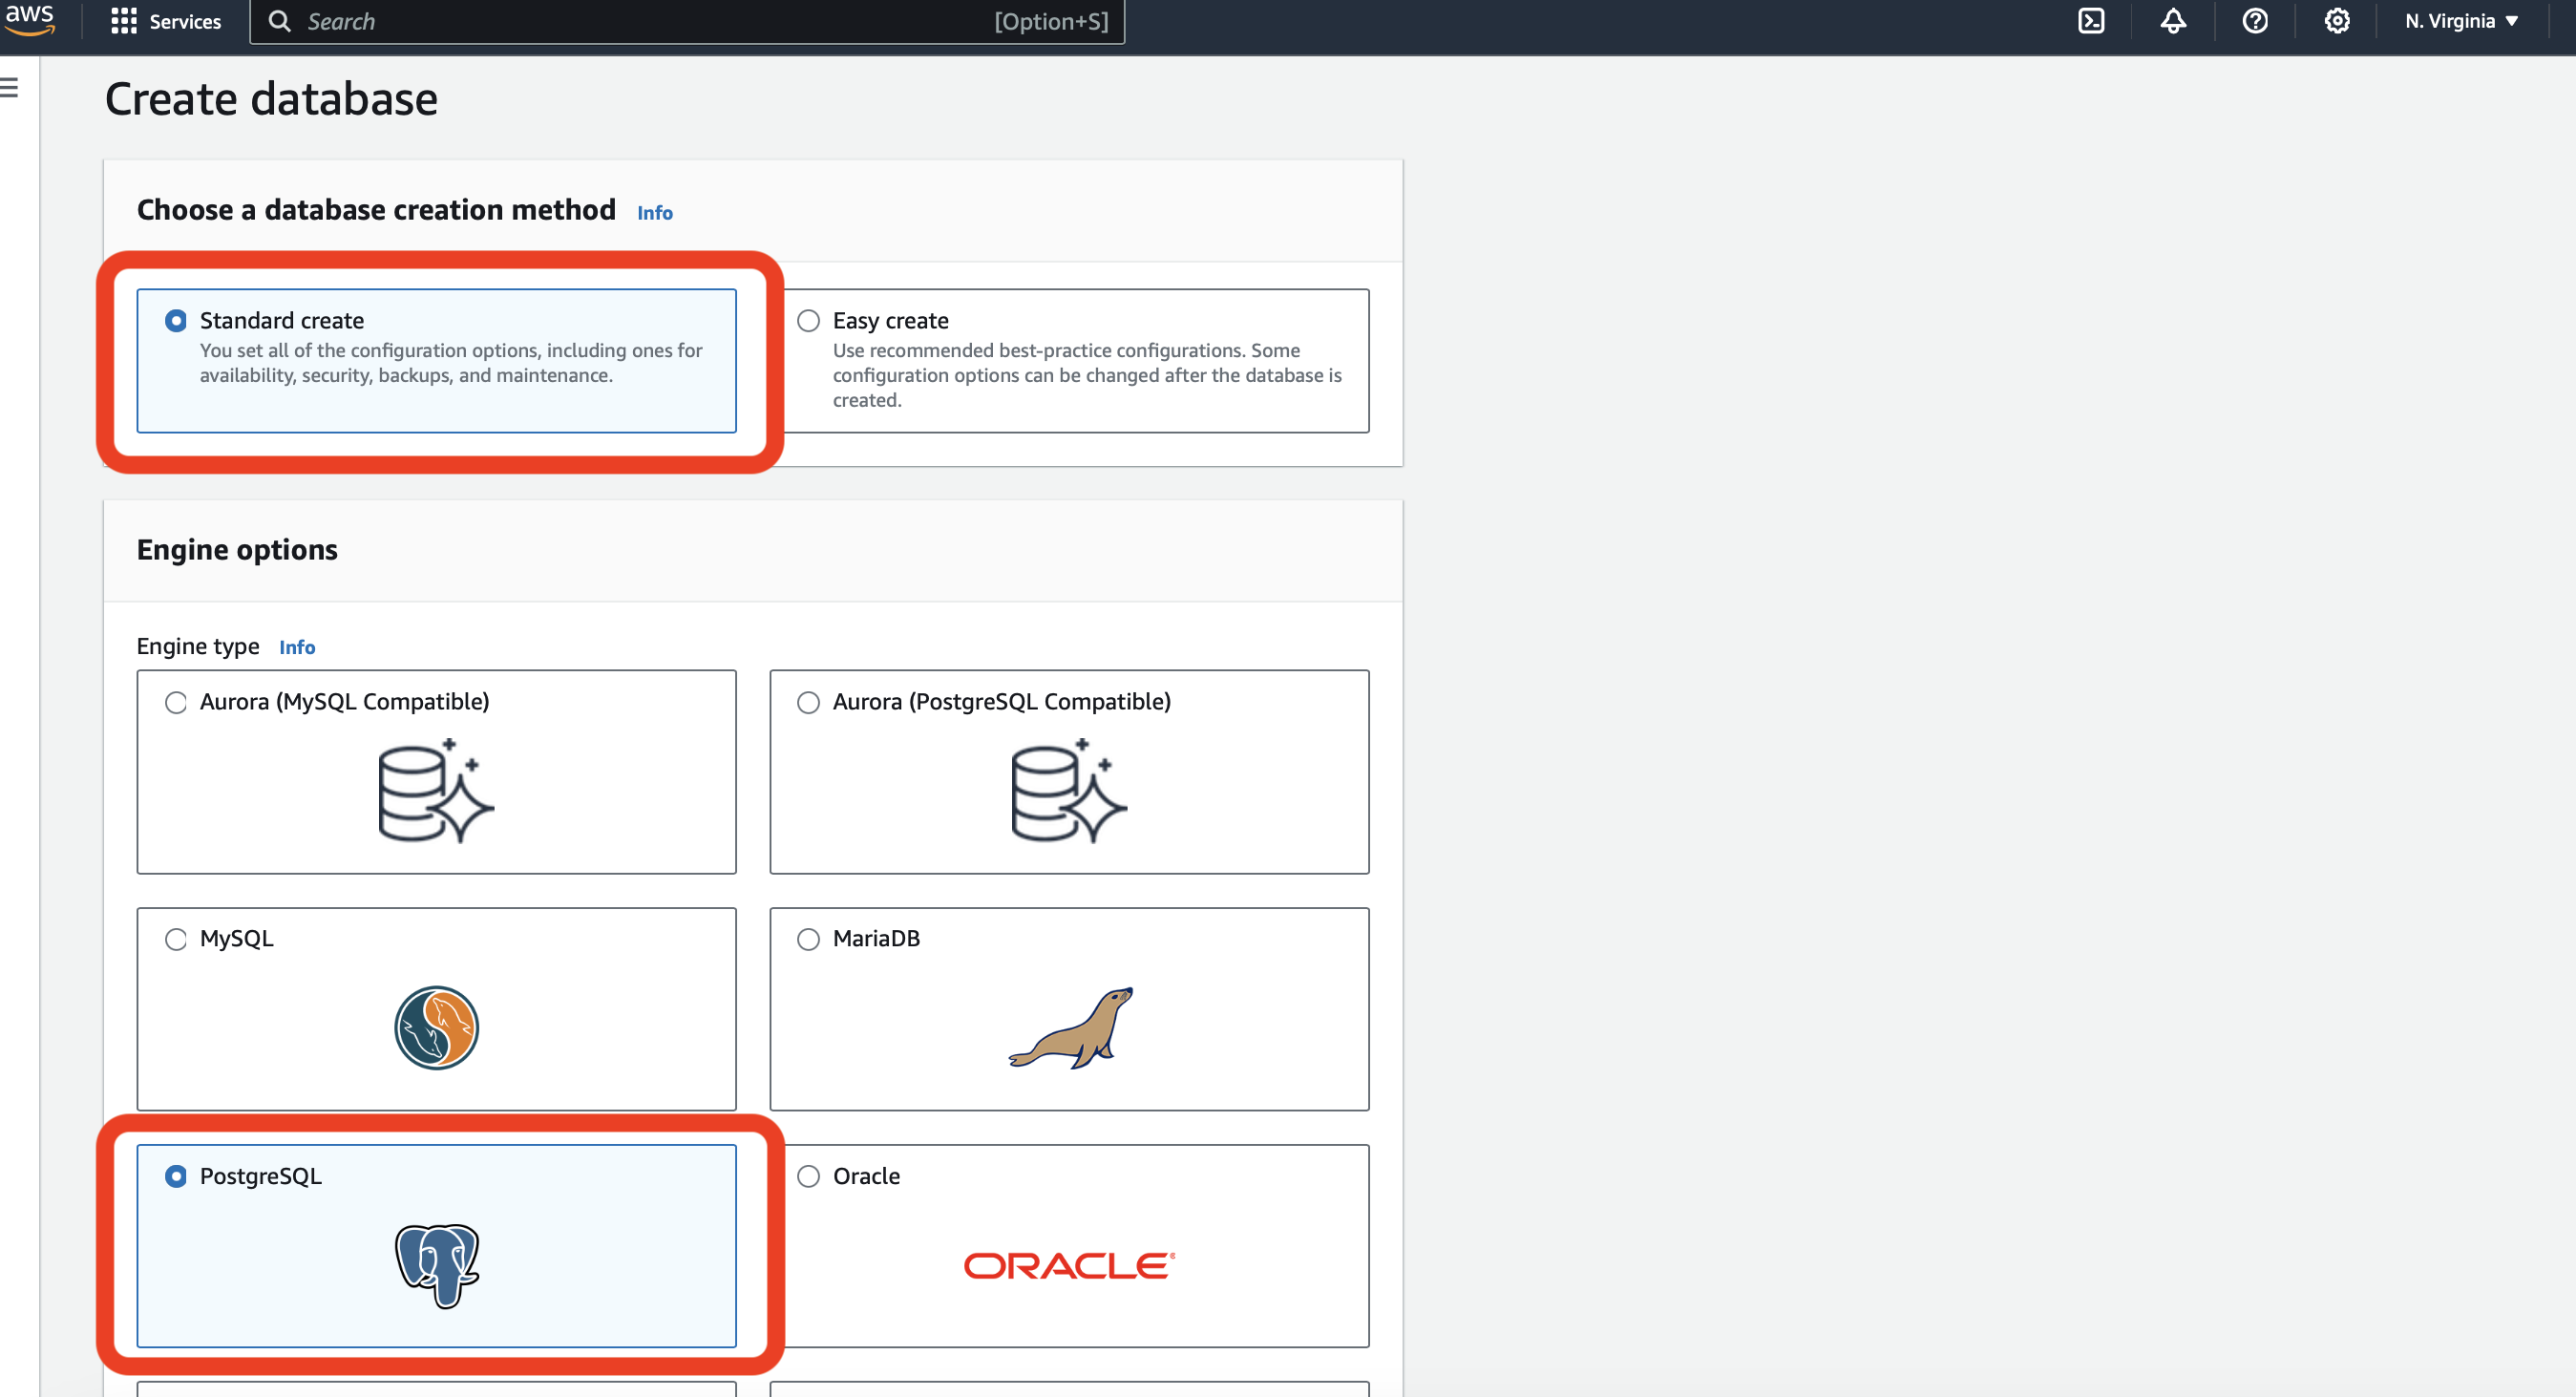 aws
Services
Search
[Option+S]
N. Virginia
Create database
Choose a database creation method Info
Standard create
You set all of the configuration options, including ones for
availability, security, backups, and maintenance.
Easy create
Use recommended best-practice configurations. Some
configuration options can be changed after the database is
created.
Engine options
Engine type Info
Aurora (MySQL Compatible)
Aurora (PostgreSQL Compatible)
MySQL
MariaDB
PostgreSQL
Oracle
ORACLE®